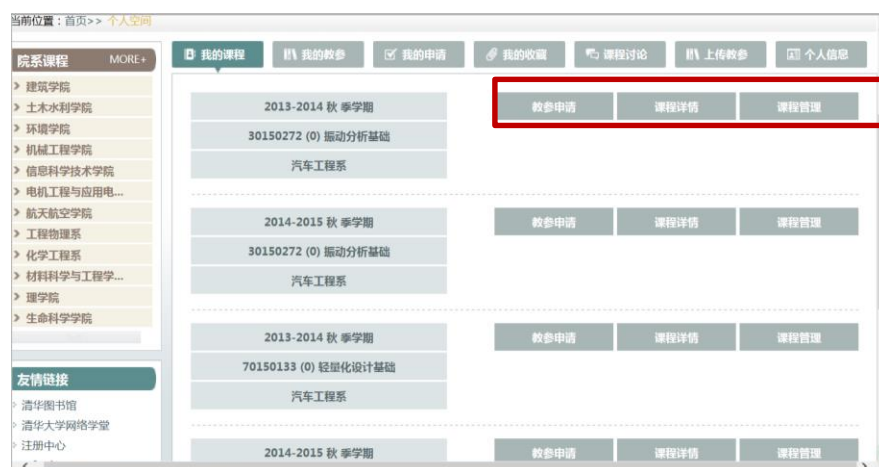 当前位置：首页>> 个人空间
院系课程 MORE+
建筑学院
土木水利学院
环境学院
机械工程学院
信息科学技术学院
电机工程与应用电...
航天航空学院
工程物理系
化学工程系
材料科学与工程学...
理学院
生命科学学院
友情链接
清华图书馆
清华大学网络学堂
注册中心
我的课程 我的教参 我的申请 我的收藏 课程讨论 上传教参 个人信息
2013-2014 秋 季学期 教参申请 课程详情 课程管理
30150272 (0) 振动分析基础
汽车工程系
2014-2015 秋 季学期 教参申请 课程详情 课程管理
30150272 (0) 振动分析基础
汽车工程系
2013-2014 秋 季学期 教参申请 课程详情 课程管理
70150133 (0) 轻量化设计基础
汽车工程系
2014-2015 秋 季学期 教参申请 课程详情 课程管理